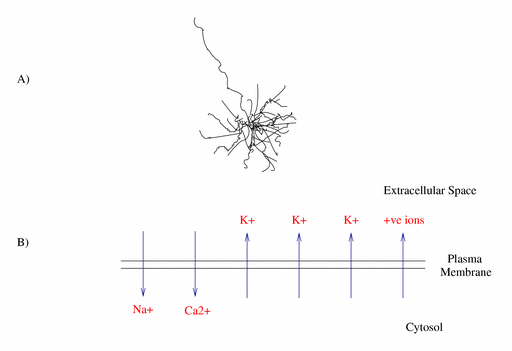 A)
Extracellular Space
K+ K+ K+ +ve ions
B)
Plasma
Membrane
Na+ Ca2+
Cytosol